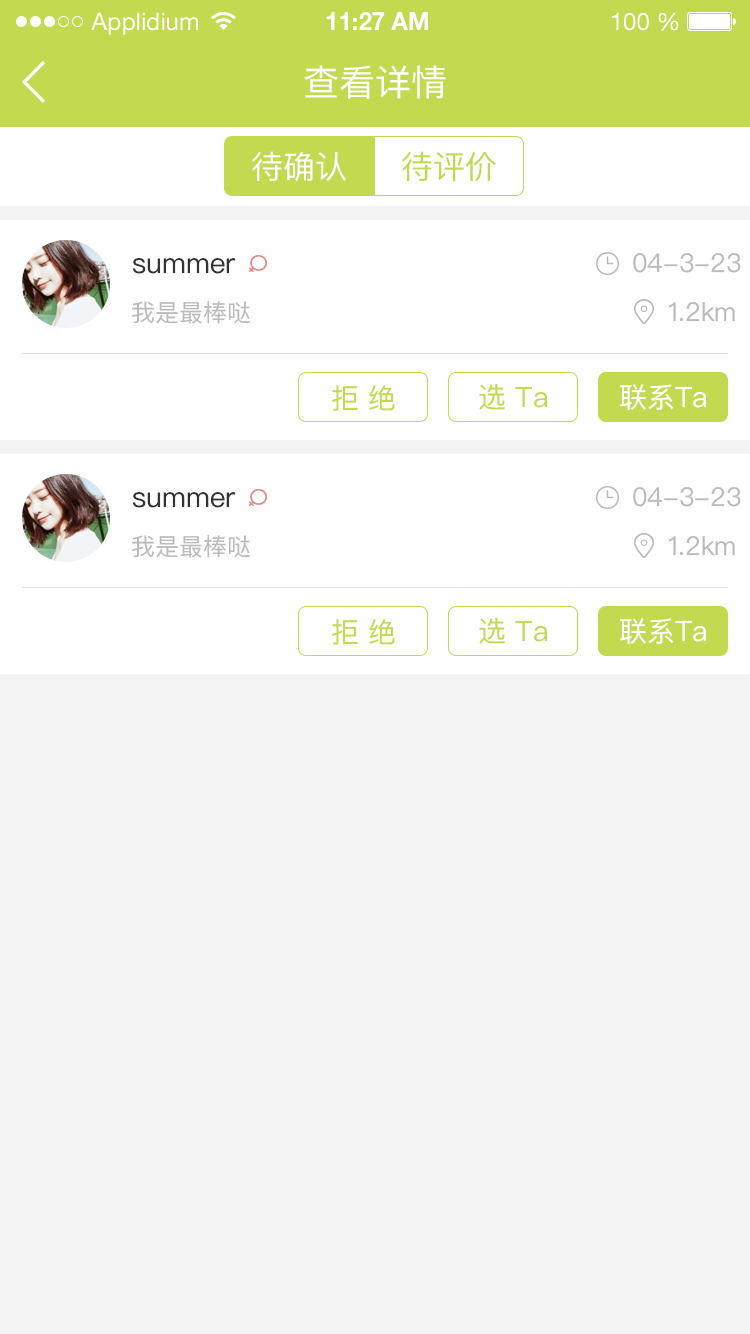 Applidium 11:27 AM 100 %
查看详情
待确认 待评价
summer 04-3-23
我是最棒哒 1.2km
拒 绝 选 Ta 联系Ta
summer 04-3-23
我是最棒哒 1.2km
拒 绝 选 Ta 联系Ta